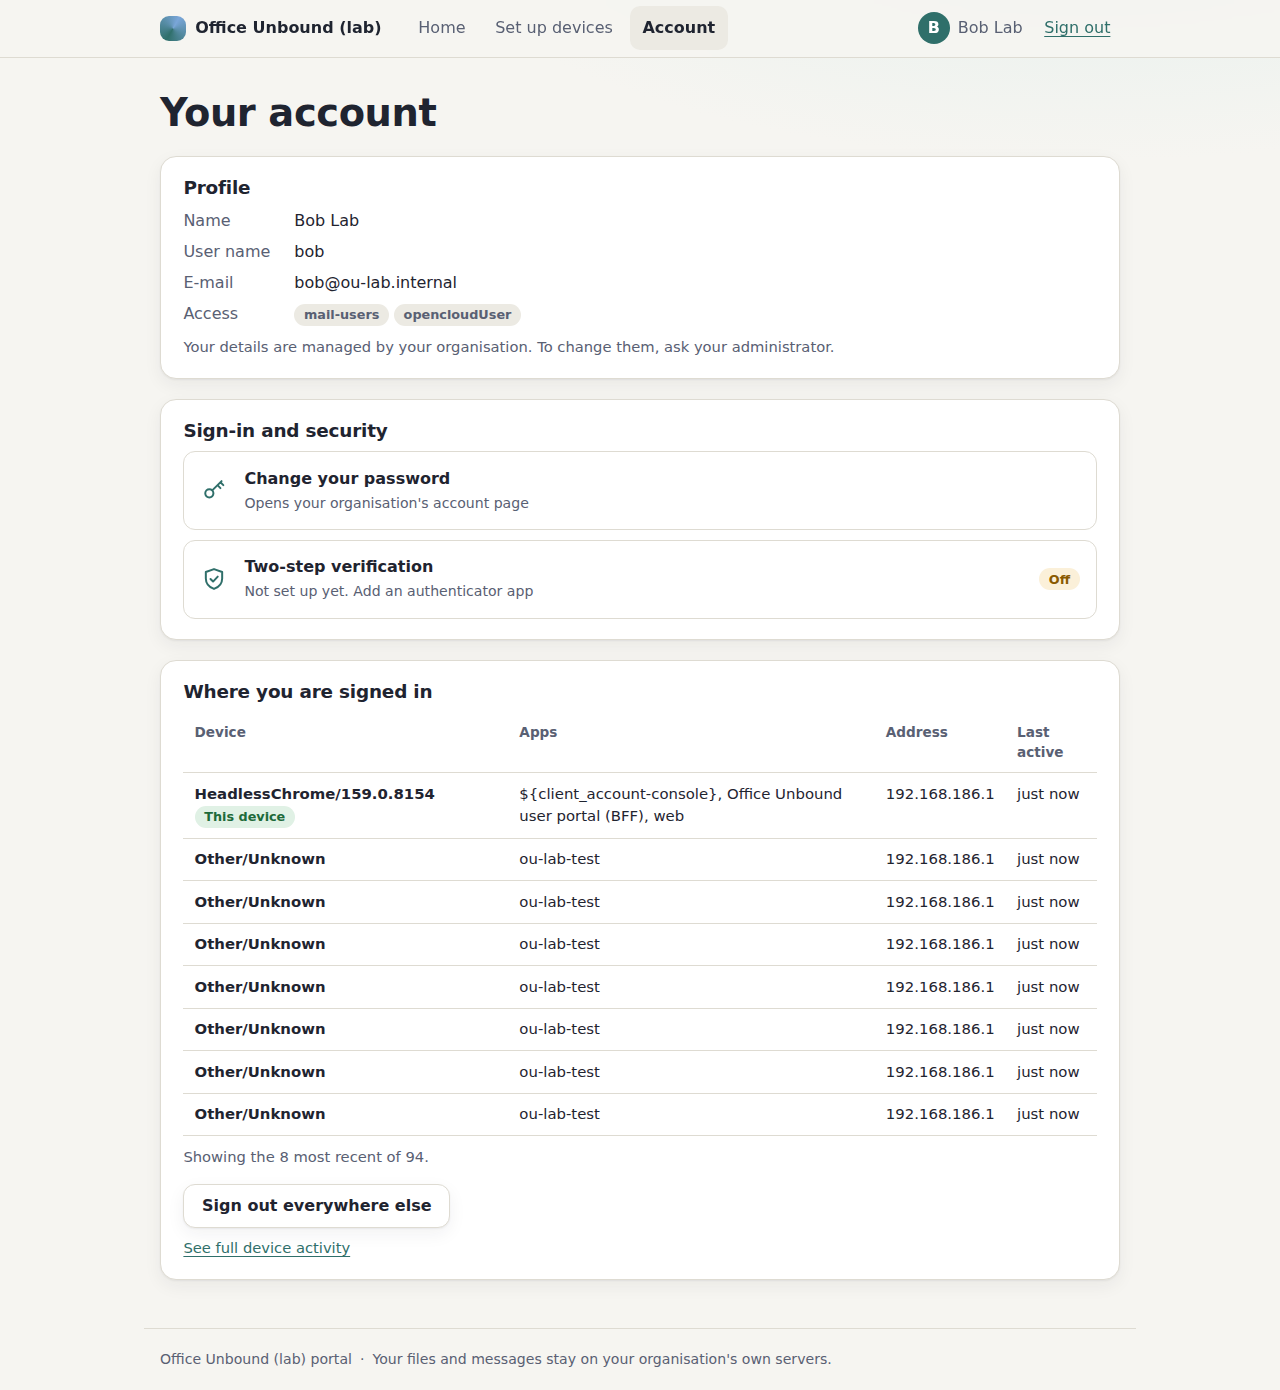 Office Unbound (lab) Home Set up devices Account B Bob Lab Sign out
Your account
Profile
Name Bob Lab
User name bob
E-mail bob@ou-lab.internal
Access mail-users opencloudUser
Your details are managed by your organisation. To change them, ask your administrator.
Sign-in and security
Change your password
Opens your organisation's account page
Two-step verification
Not set up yet. Add an authenticator app
Off
Where you are signed in
Device Apps Address Last active
HeadlessChrome/159.0.8154 This device ${client_account-console}, Office Unbound user portal (BFF), web 192.168.186.1 just now
Other/Unknown ou-lab-test 192.168.186.1 just now
Other/Unknown ou-lab-test 192.168.186.1 just now
Other/Unknown ou-lab-test 192.168.186.1 just now
Other/Unknown ou-lab-test 192.168.186.1 just now
Other/Unknown ou-lab-test 192.168.186.1 just now
Other/Unknown ou-lab-test 192.168.186.1 just now
Other/Unknown ou-lab-test 192.168.186.1 just now
Showing the 8 most recent of 94.
Sign out everywhere else
See full device activity
Office Unbound (lab) portal · Your files and messages stay on your organisation's own servers.